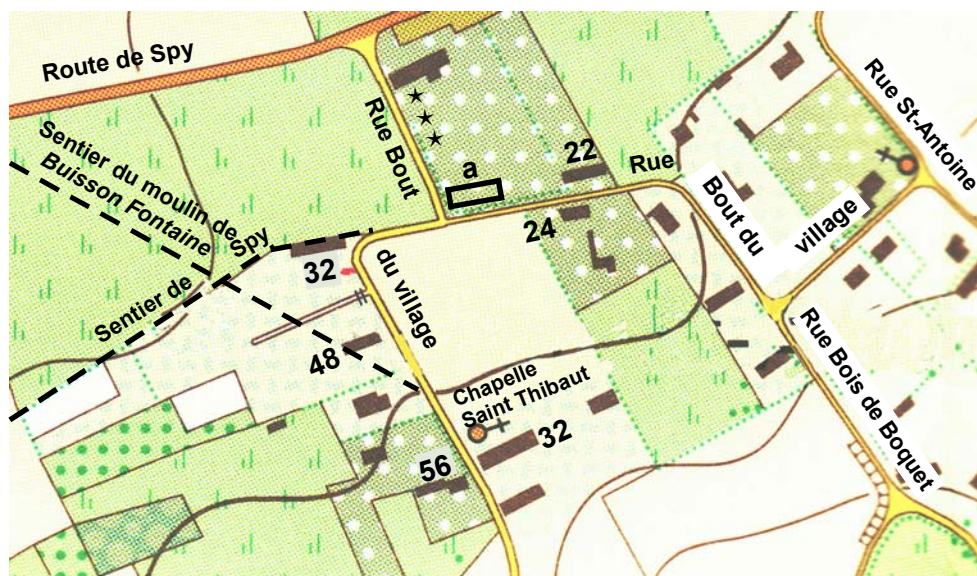 Route de Spy
Rue St-Antoine
Sentier du moulin de
Buisson Fontaine
Rue Bout
a
22
Rue
Bout du
village
24
Sentier de Spy
32
du village
48
Chapelle
Saint Thibaut
32
56
Rue Bois de Boquet